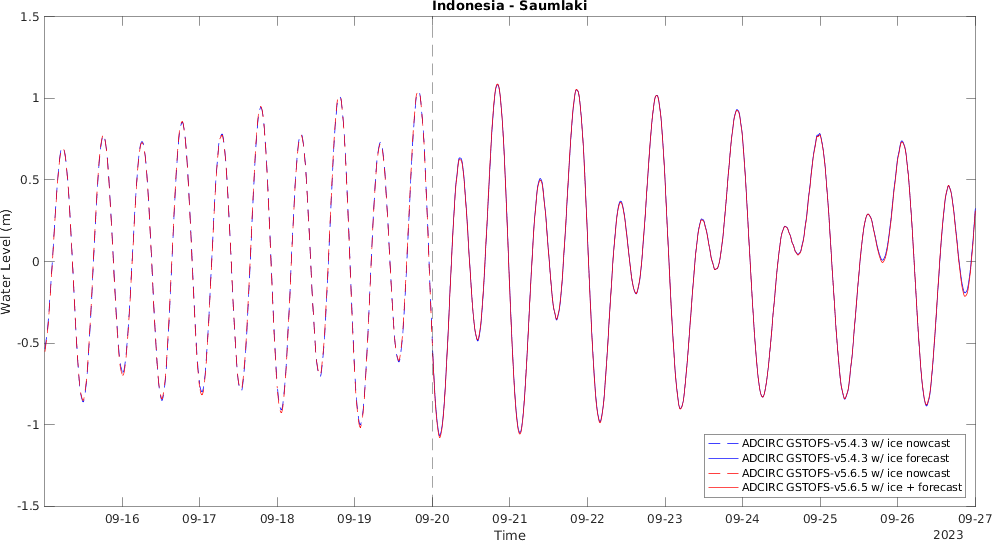 Indonesia - Saumlaki
1.5
1
0.5
0
-0.5
-1
-1.5
Water Level (m)
09-16 09-17 09-18 09-19 09-20 09-21 09-22 09-23 09-24 09-25 09-26 09-27
Time
2023
ADCIRC GSTOFS-v5.4.3 w/ ice nowcast
ADCIRC GSTOFS-v5.4.3 w/ ice forecast
ADCIRC GSTOFS-v5.6.5 w/ ice nowcast
ADCIRC GSTOFS-v5.6.5 w/ ice + forecast